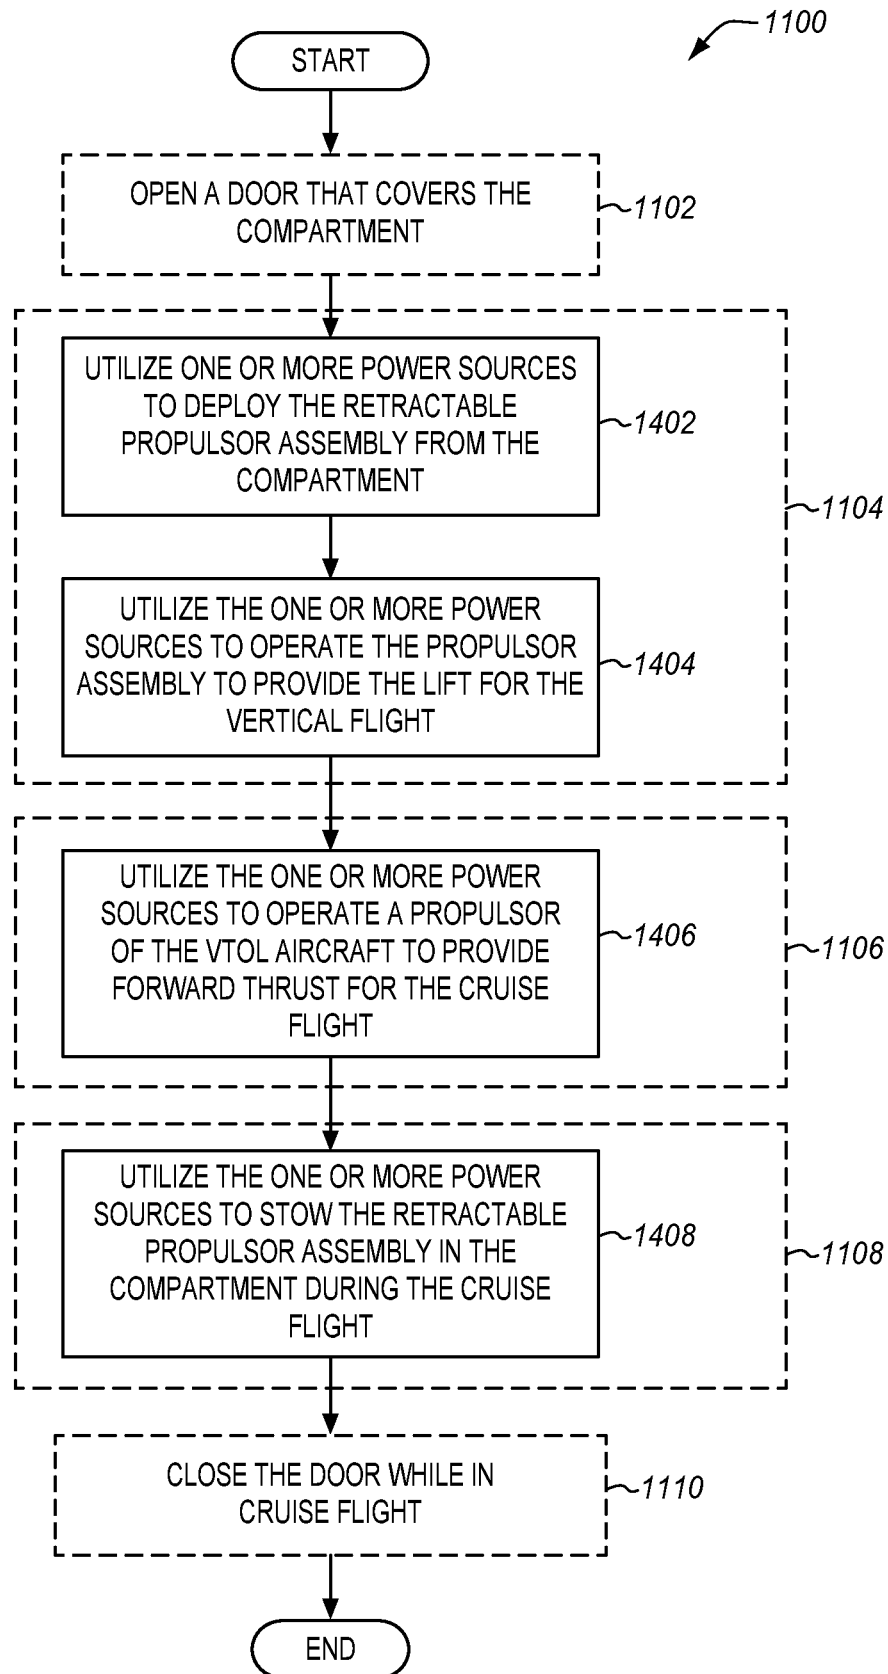 1100
START
OPEN A DOOR THAT COVERS THE
COMPARTMENT
1102
UTILIZE ONE OR MORE POWER SOURCES
TO DEPLOY THE RETRACTABLE
PROPULSOR ASSEMBLY FROM THE
COMPARTMENT
1402
1104
UTILIZE THE ONE OR MORE POWER
SOURCES TO OPERATE THE PROPULSOR
ASSEMBLY TO PROVIDE THE LIFT FOR THE
VERTICAL FLIGHT
1404
UTILIZE THE ONE OR MORE POWER
SOURCES TO OPERATE A PROPULSOR
OF THE VTOL AIRCRAFT TO PROVIDE
FORWARD THRUST FOR THE CRUISE
FLIGHT
1406
1106
UTILIZE THE ONE OR MORE POWER
SOURCES TO STOW THE RETRACTABLE
PROPULSOR ASSEMBLY IN THE
COMPARTMENT DURING THE CRUISE
FLIGHT
1408
1108
CLOSE THE DOOR WHILE IN
CRUISE FLIGHT
1110
END